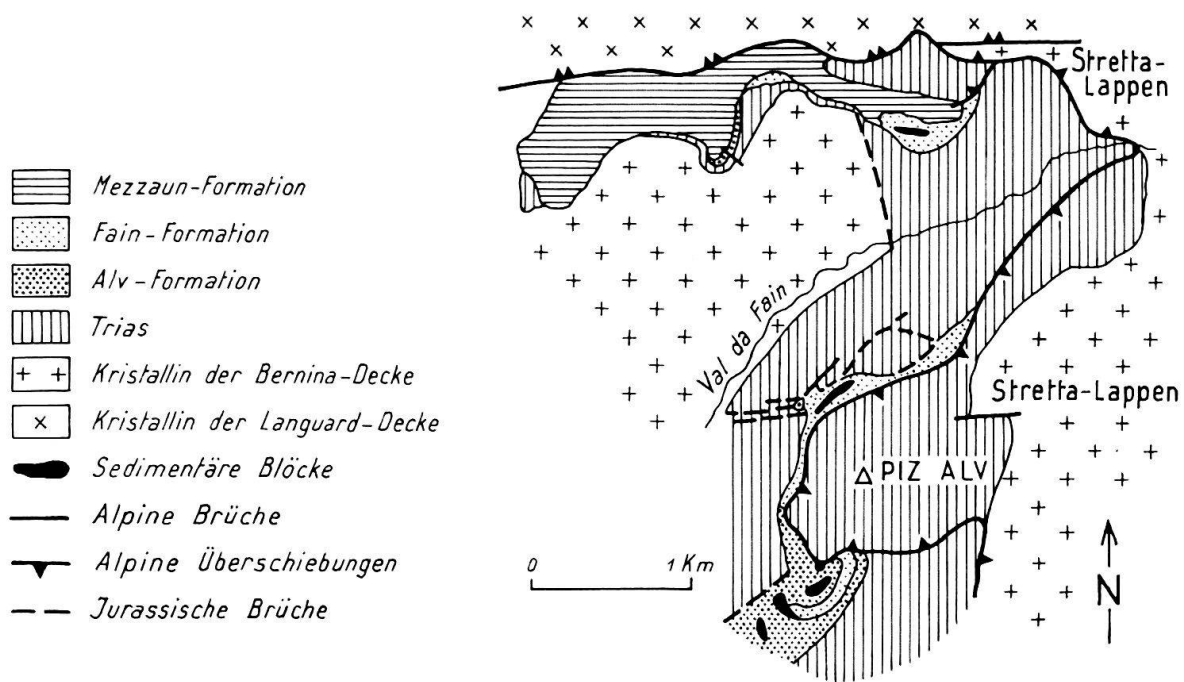 Stretta-
Lappen
Mezzaun-Formation
Fain-Formation
Alv-Formation
Trias
Kristallin der Bernina-Decke
Kristallin der Languard-Decke
Sedimentäre Blöcke
Alpine Brüche
Alpine Überschiebungen
Jurassische Brüche
Val da Fain
Stretta-Lappen
PIZ ALV
0 1 Km
N